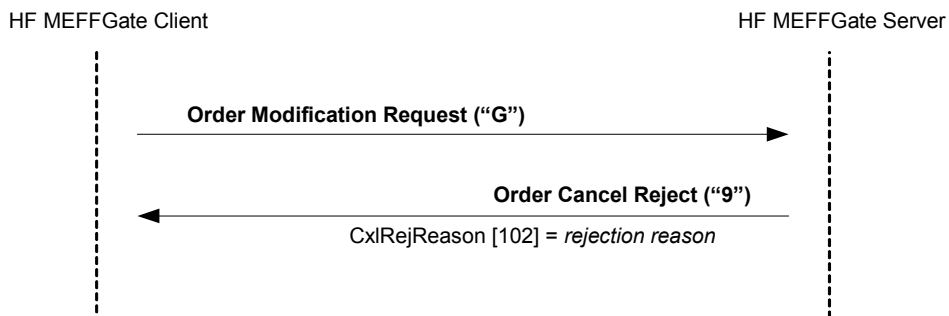 HF MEFFGate Client
HF MEFFGate Server
Order Modification Request (“G”)
Order Cancel Reject (“9”)
CxlRejReason [102] = rejection reason